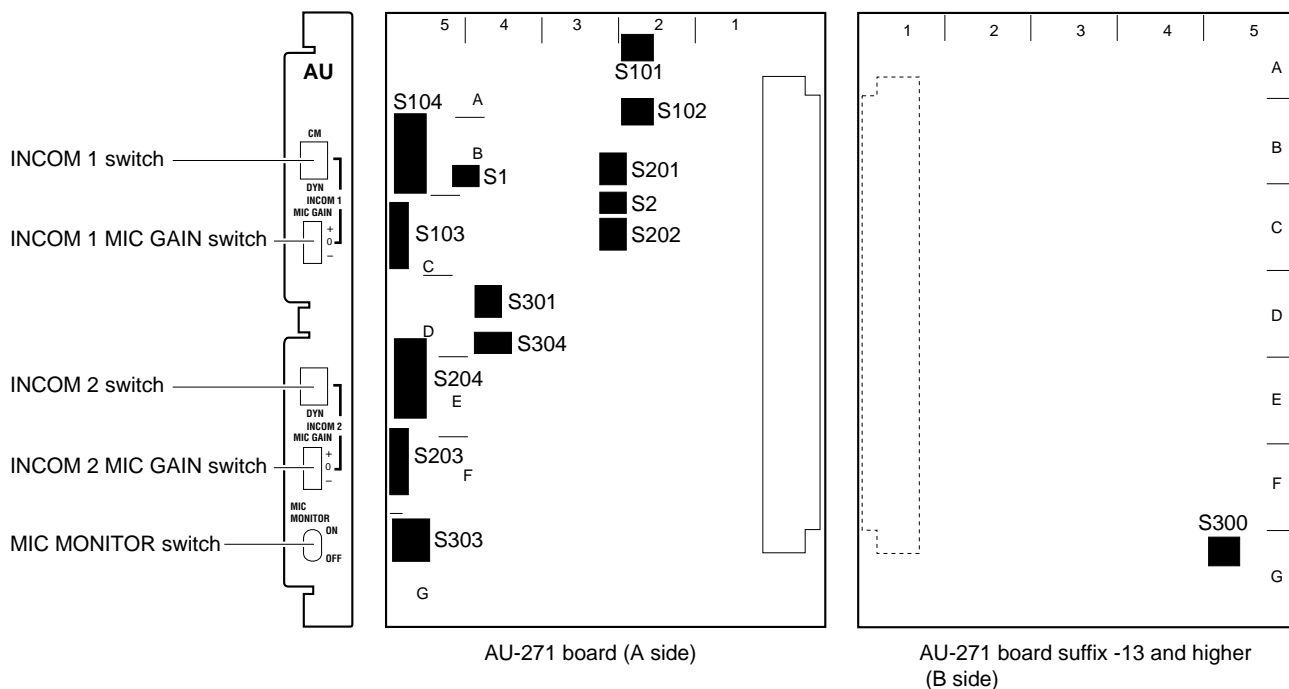 AU
CM
DYN
INCOM 1
MIC GAIN
+
0
–
DYN
INCOM 2
MIC GAIN
+
0
–
MIC
MONITOR
ON
OFF
INCOM 1 switch
INCOM 1 MIC GAIN switch
INCOM 2 switch
INCOM 2 MIC GAIN switch
MIC MONITOR switch
5 4 3 2 1
S101
S104 A S102
B
S1 S201
S2
S103 S202
C
S301
D
S304
S204
E
S203
F
S303
G
AU-271 board (A side)
1 2 3 4 5
A
B
C
D
E
F
S300
G
AU-271 board suffix -13 and higher
(B side)